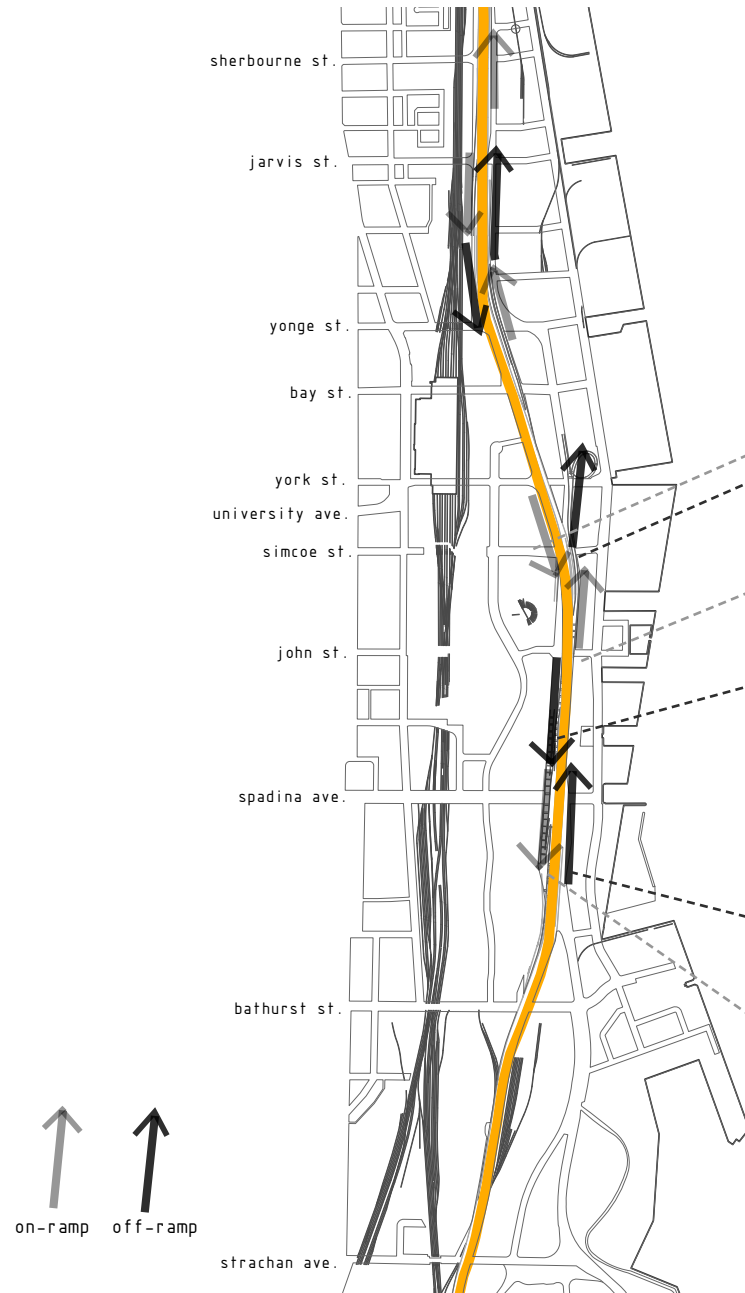 sherbourne st.
jarvis st.
yonge st.
bay st.
york st.
university ave.
simcoe st.
john st.
spadina ave.
bathurst st.
on-ramp off-ramp
strachan ave.